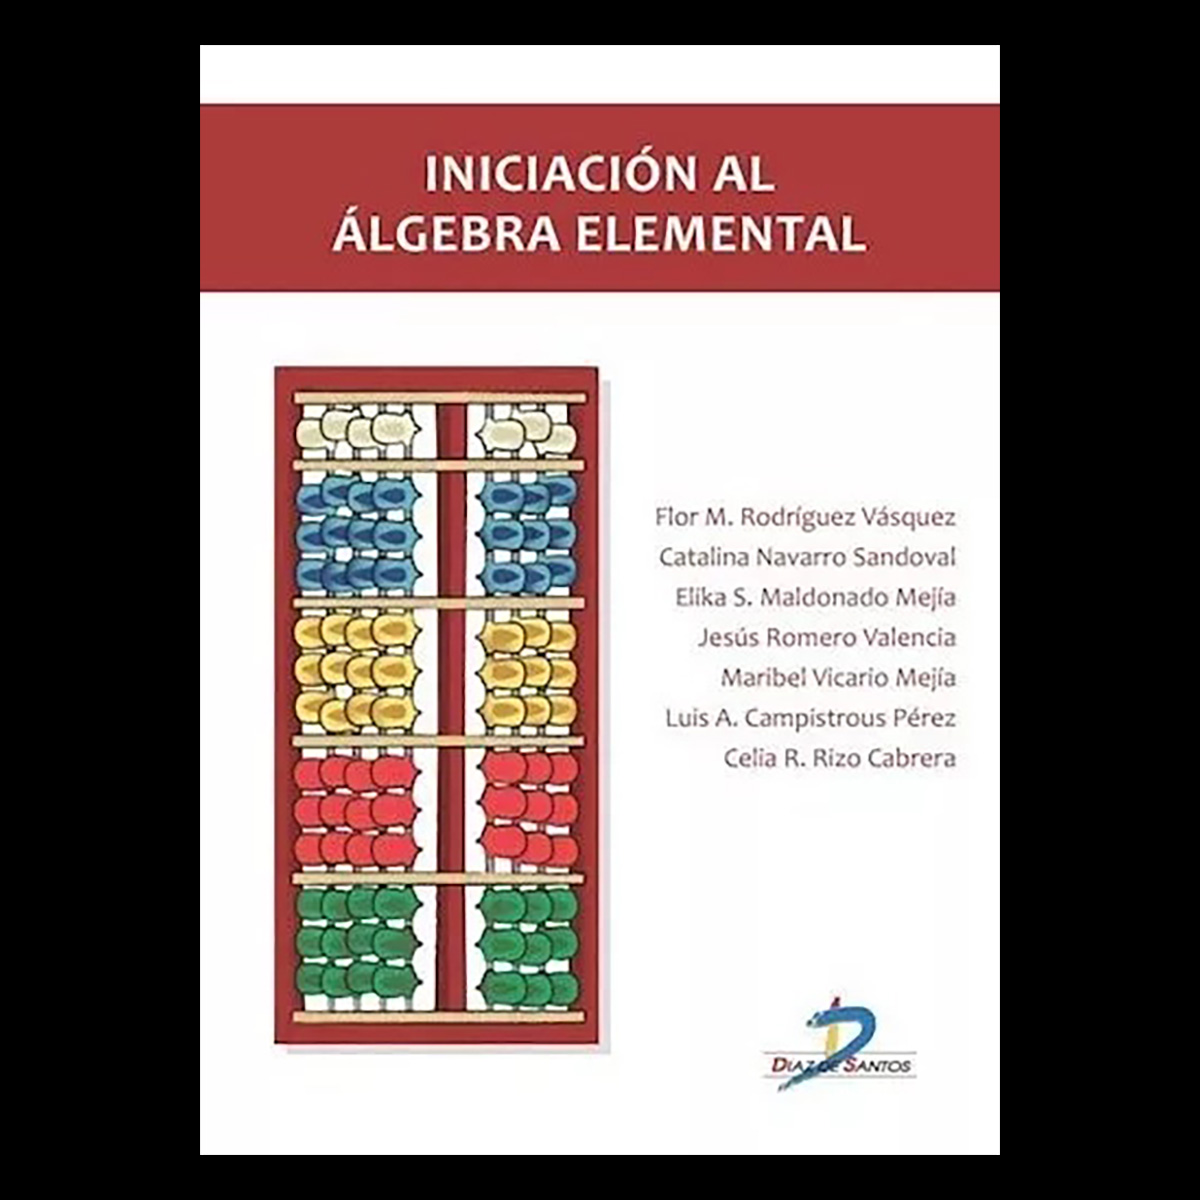 INICIACIÓN AL
ÁLGEBRA ELEMENTAL
Flor M. Rodríguez Vásquez
Catalina Navarro Sandoval
Elika S. Maldonado Mejía
Jesús Romero Valencia
Maribel Vicario Mejía
Luis A. Campistrous Pérez
Celia R. Rizo Cabrera
DIAZ DE SANTOS